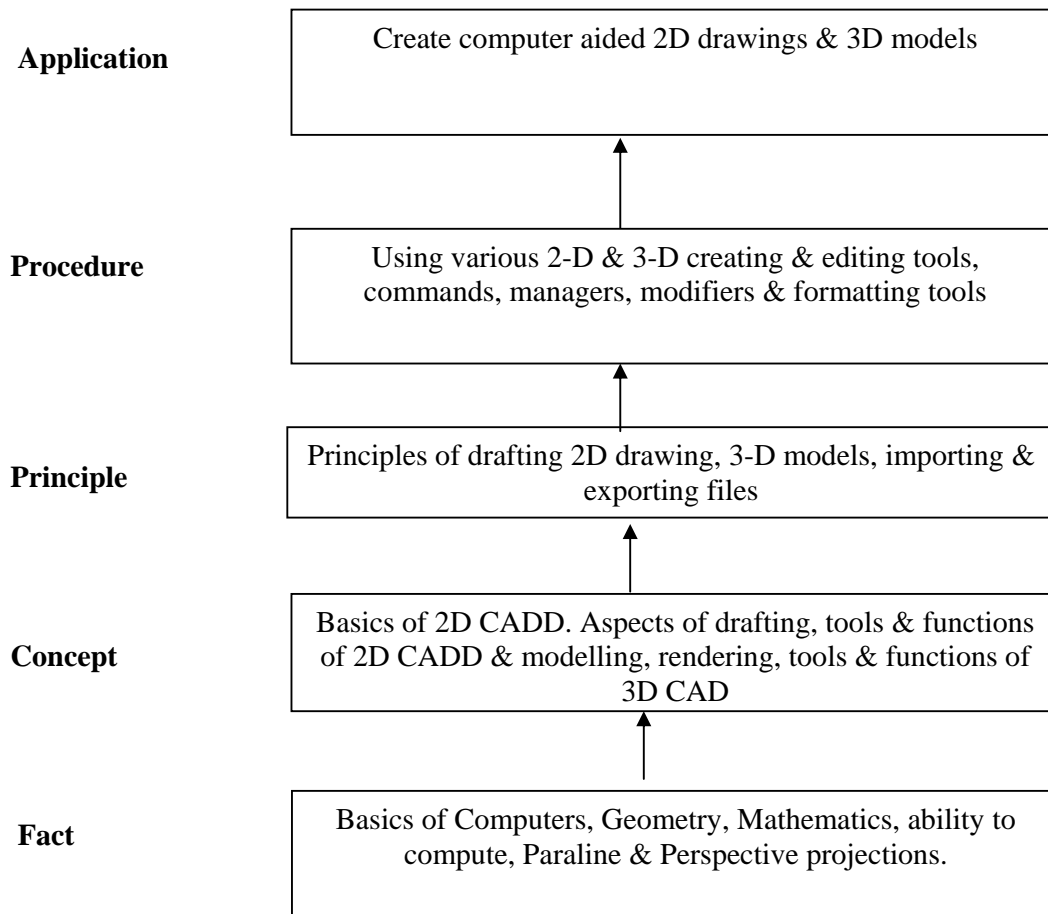 Application
Create computer aided 2D drawings & 3D models
Procedure
Using various 2-D & 3-D creating & editing tools,
commands, managers, modifiers & formatting tools
Principle
Principles of drafting 2D drawing, 3-D models, importing &
exporting files
Concept
Basics of 2D CADD. Aspects of drafting, tools & functions
of 2D CADD & modelling, rendering, tools & functions of
3D CAD
Fact
Basics of Computers, Geometry, Mathematics, ability to
compute, Paraline & Perspective projections.